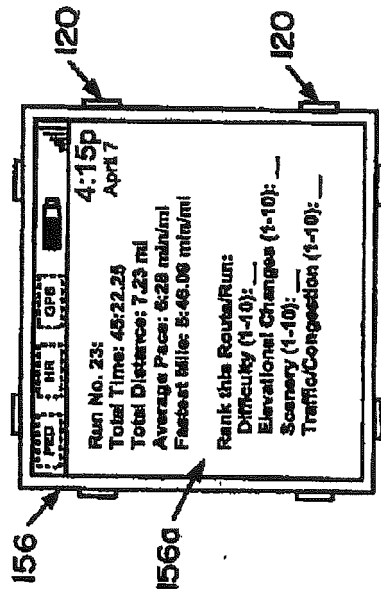 156
120
120
156a
PED HR GPS
4:15p
April 7
Run No. 23:
Total Time: 45:22.25
Total Distance: 7.23 mi
Average Pace: 6:28 min/mi
Fastest Mile: 5:46.09 min/mi
Rank this Route/Run:
Difficulty (1-10): __
Elevational Changes (1-10): __
Scenery (1-10): __
Traffic/Congestion (1-10): __